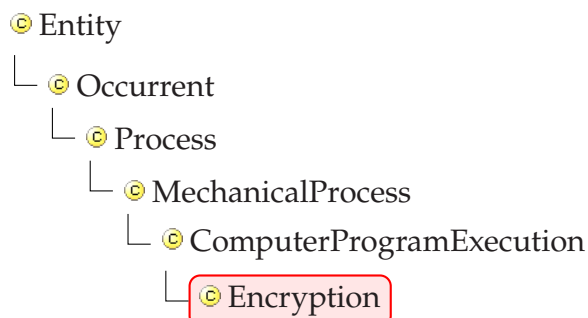 © Entity
© Occurrent
© Process
© MechanicalProcess
© ComputerProgramExecution
© Encryption